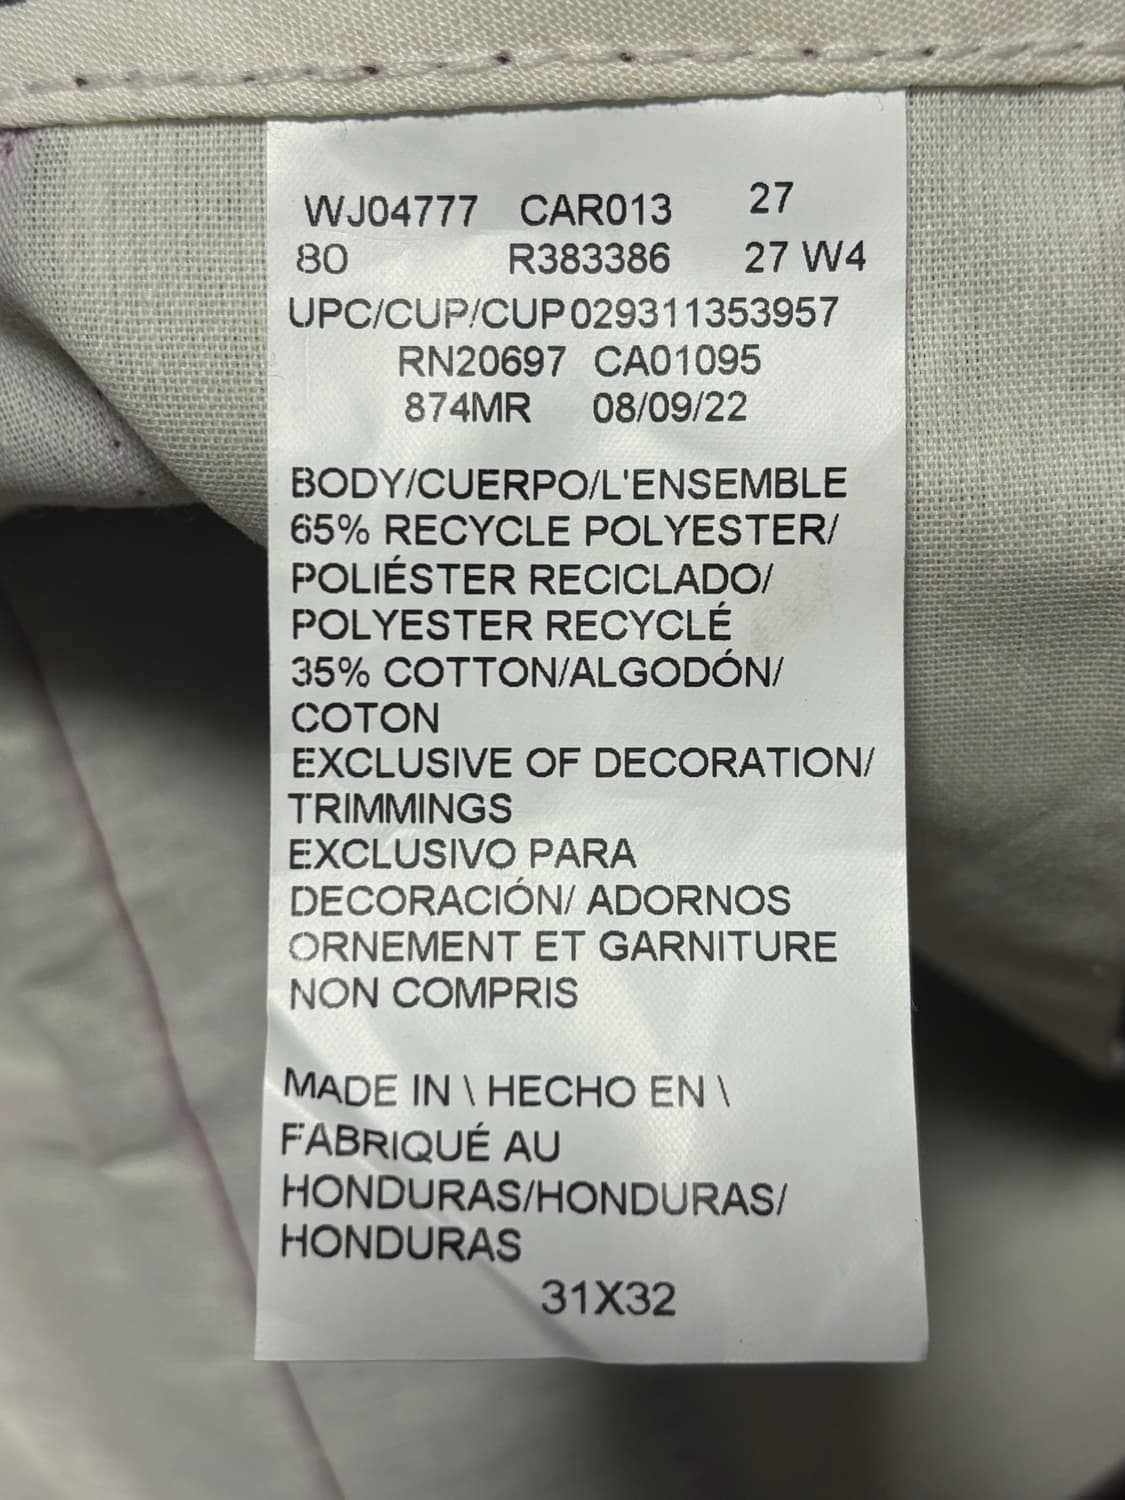 WJ04777 CAR013 27
80 R383386 27 W4
UPC/CUP/CUP029311353957
RN20697 CA01095
874MR 08/09/22
BODY/CUERPO/L'ENSEMBLE
65% RECYCLE POLYESTER/
POLIÉSTER RECICLADO/
POLYESTER RECYCLÉ
35% COTTON/ALGODÓN/
COTON
EXCLUSIVE OF DECORATION/
TRIMMINGS
EXCLUSIVO PARA
DECORACIÓN/ ADORNOS
ORNEMENT ET GARNITURE
NON COMPRIS
MADE IN \ HECHO EN \
FABRIQUÉ AU
HONDURAS/HONDURAS/
HONDURAS
31X32